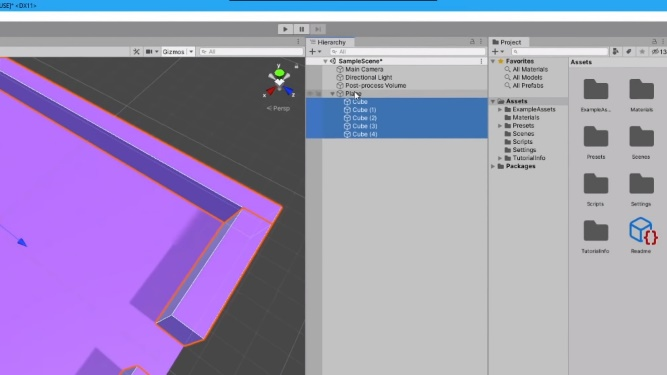 USE]* <DX11>
Hierarchy
Project
Gizmos
All
All
13
SampleScene*
Main Camera
Directional Light
Post-process Volume
Plane
Cube
Cube (1)
Cube (2)
Cube (3)
Cube (4)
y
x
z
Persp
Favorites
All Materials
All Models
All Prefabs
Assets
ExampleAssets
Materials
Presets
Scenes
Scripts
Settings
TutorialInfo
Packages
Assets
ExampleAs...
Materials
Presets
Scenes
Scripts
Settings
TutorialInfo
Readme